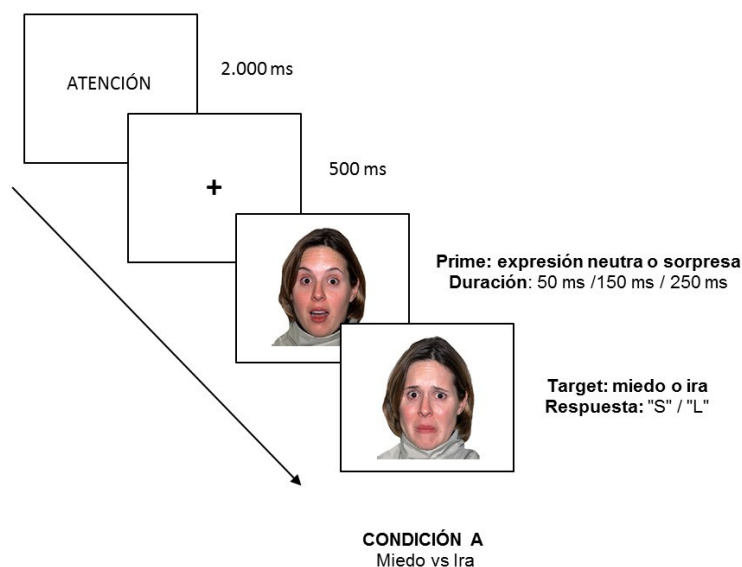 ATENCIÓN
2.000 ms
+
500 ms
Prime: expresión neutra o sorpresa
Duración: 50 ms /150 ms / 250 ms
Target: miedo o ira
Respuesta: "S" / "L"
CONDICIÓN A
Miedo vs Ira